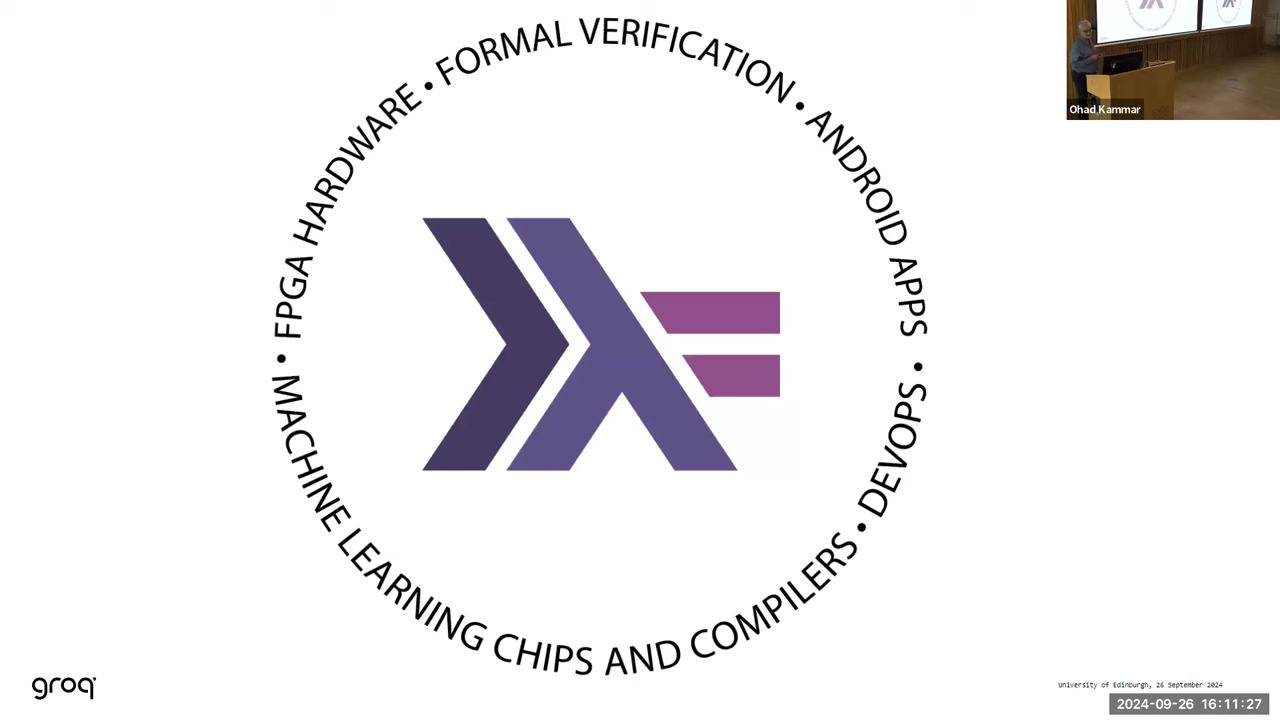 • FPGA HARDWARE • FORMAL VERIFICATION • ANDROID APPS • DEVOPS • MACHINE LEARNING CHIPS AND COMPILERS
Ohad Kammar
groq
University of Edinburgh, 26 September 2024
2024-09-26 16:11:27